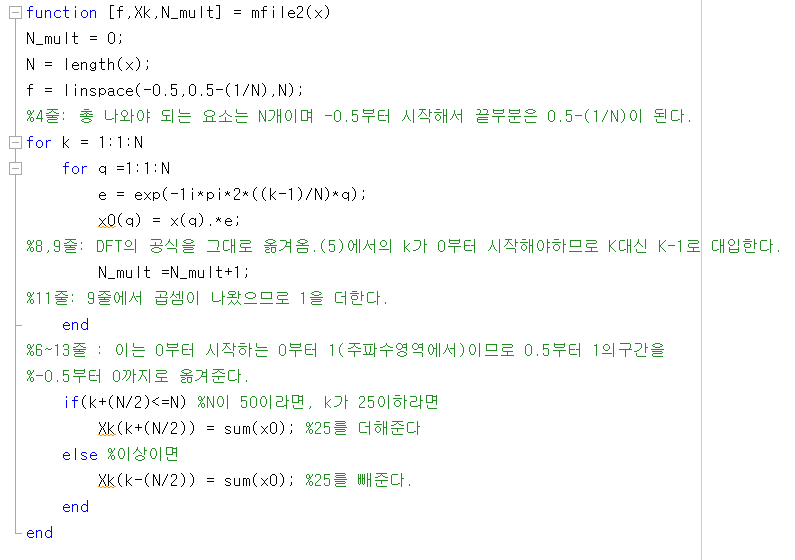 function [f,Xk,N_mult] = mfile2(x)
N_mult = 0;
N = length(x);
f = linspace(-0.5,0.5-(1/N),N);
%4줄: 총 나와야 되는 요소는 N개이며 -0.5부터 시작해서 끝부분은 0.5-(1/N)이 된다.
for k = 1:1:N
for q =1:1:N
e = exp(-1i*pi*2*((k-1)/N)*q);
x0(q) = x(q).*e;
%8,9줄: DFT의 공식을 그대로 옮겨옴.(5)에서의 k가 0부터 시작해야하므로 K대신 K-1로 대입한다.
N_mult =N_mult+1;
%11줄: 9줄에서 곱셈이 나왔으므로 1을 더한다.
end
%6~13줄 : 이는 0부터 시작하는 0부터 1(주파수영역에서)이므로 0.5부터 1의구간을
%-0.5부터 0까지로 옮겨준다.
if(k+(N/2)<=N) %N이 50이라면, k가 25이하라면
Xk(k+(N/2)) = sum(x0); %25를 더해준다
else %이상이면
Xk(k-(N/2)) = sum(x0); %25를 빼준다.
end
end